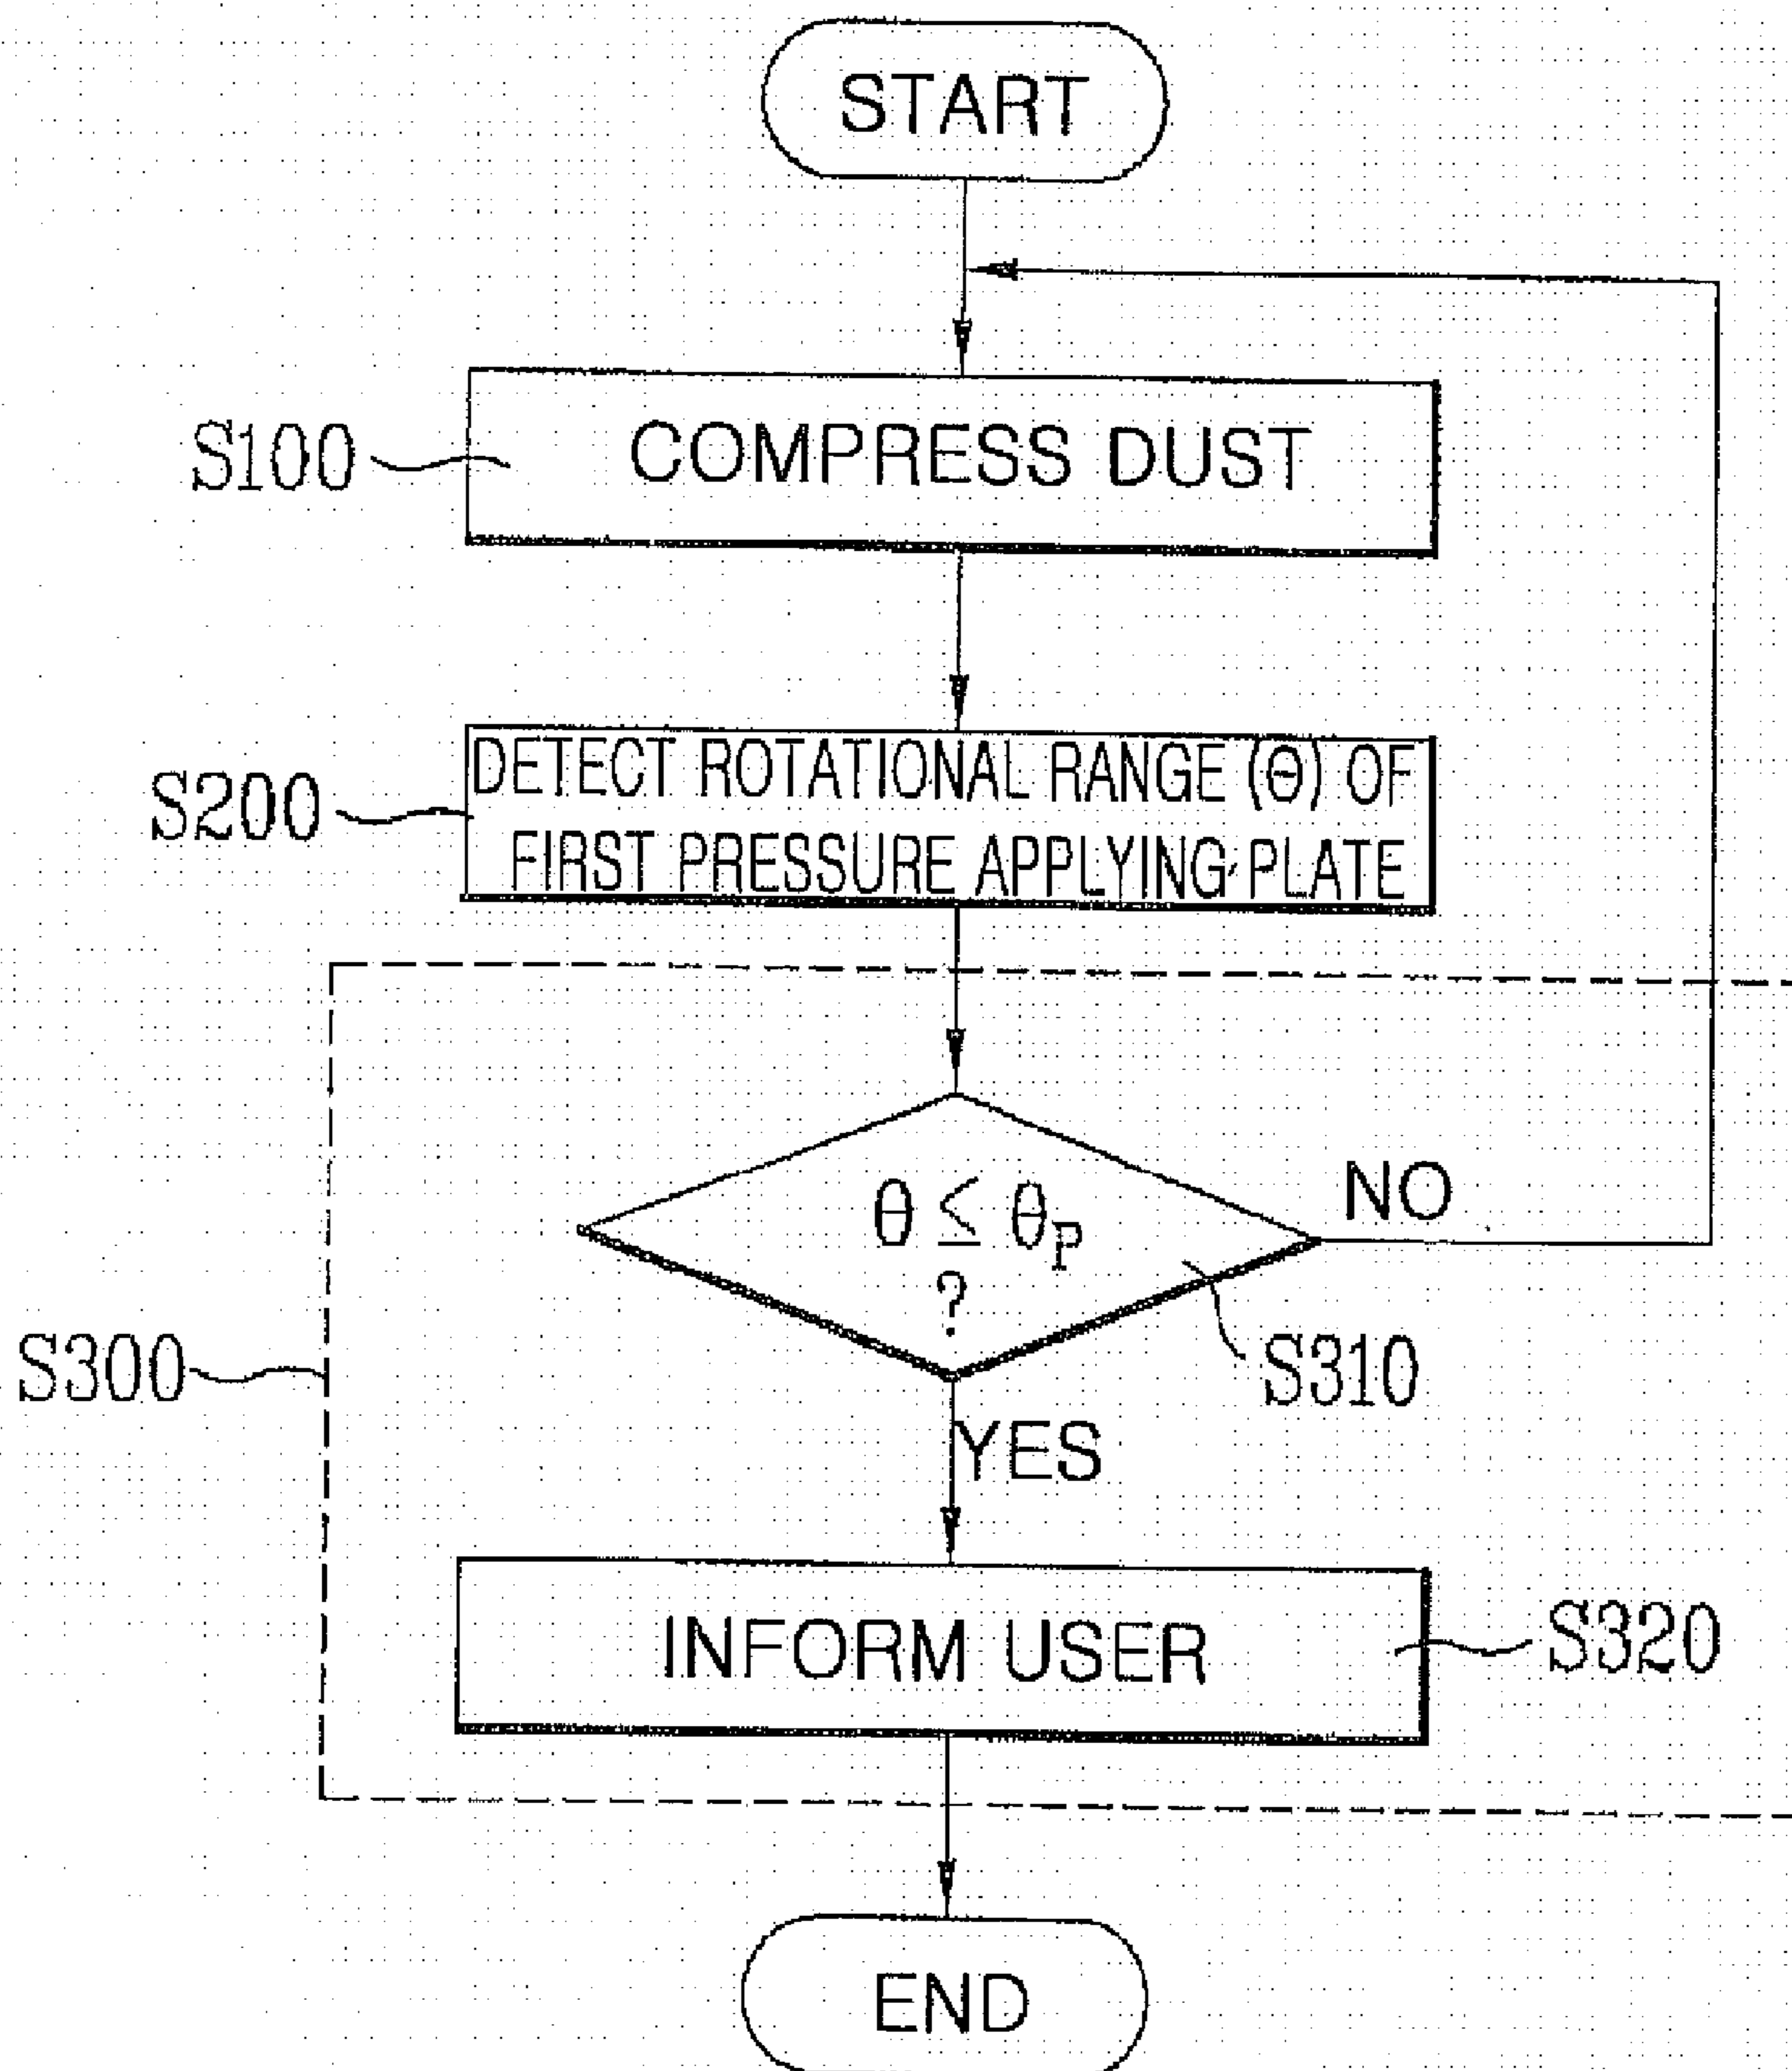 START
S100
COMPRESS DUST
S200
DETECT ROTATIONAL RANGE (Θ) OF
FIRST PRESSURE APPLYING PLATE
θ ≤ θP
?
NO
S300
S310
YES
INFORM USER
S320
END